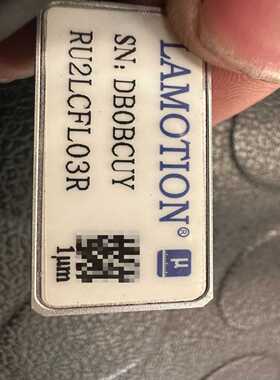 LAMOTION®
SN: DB0BCUY
RU2LCFL03R
µ
1µm